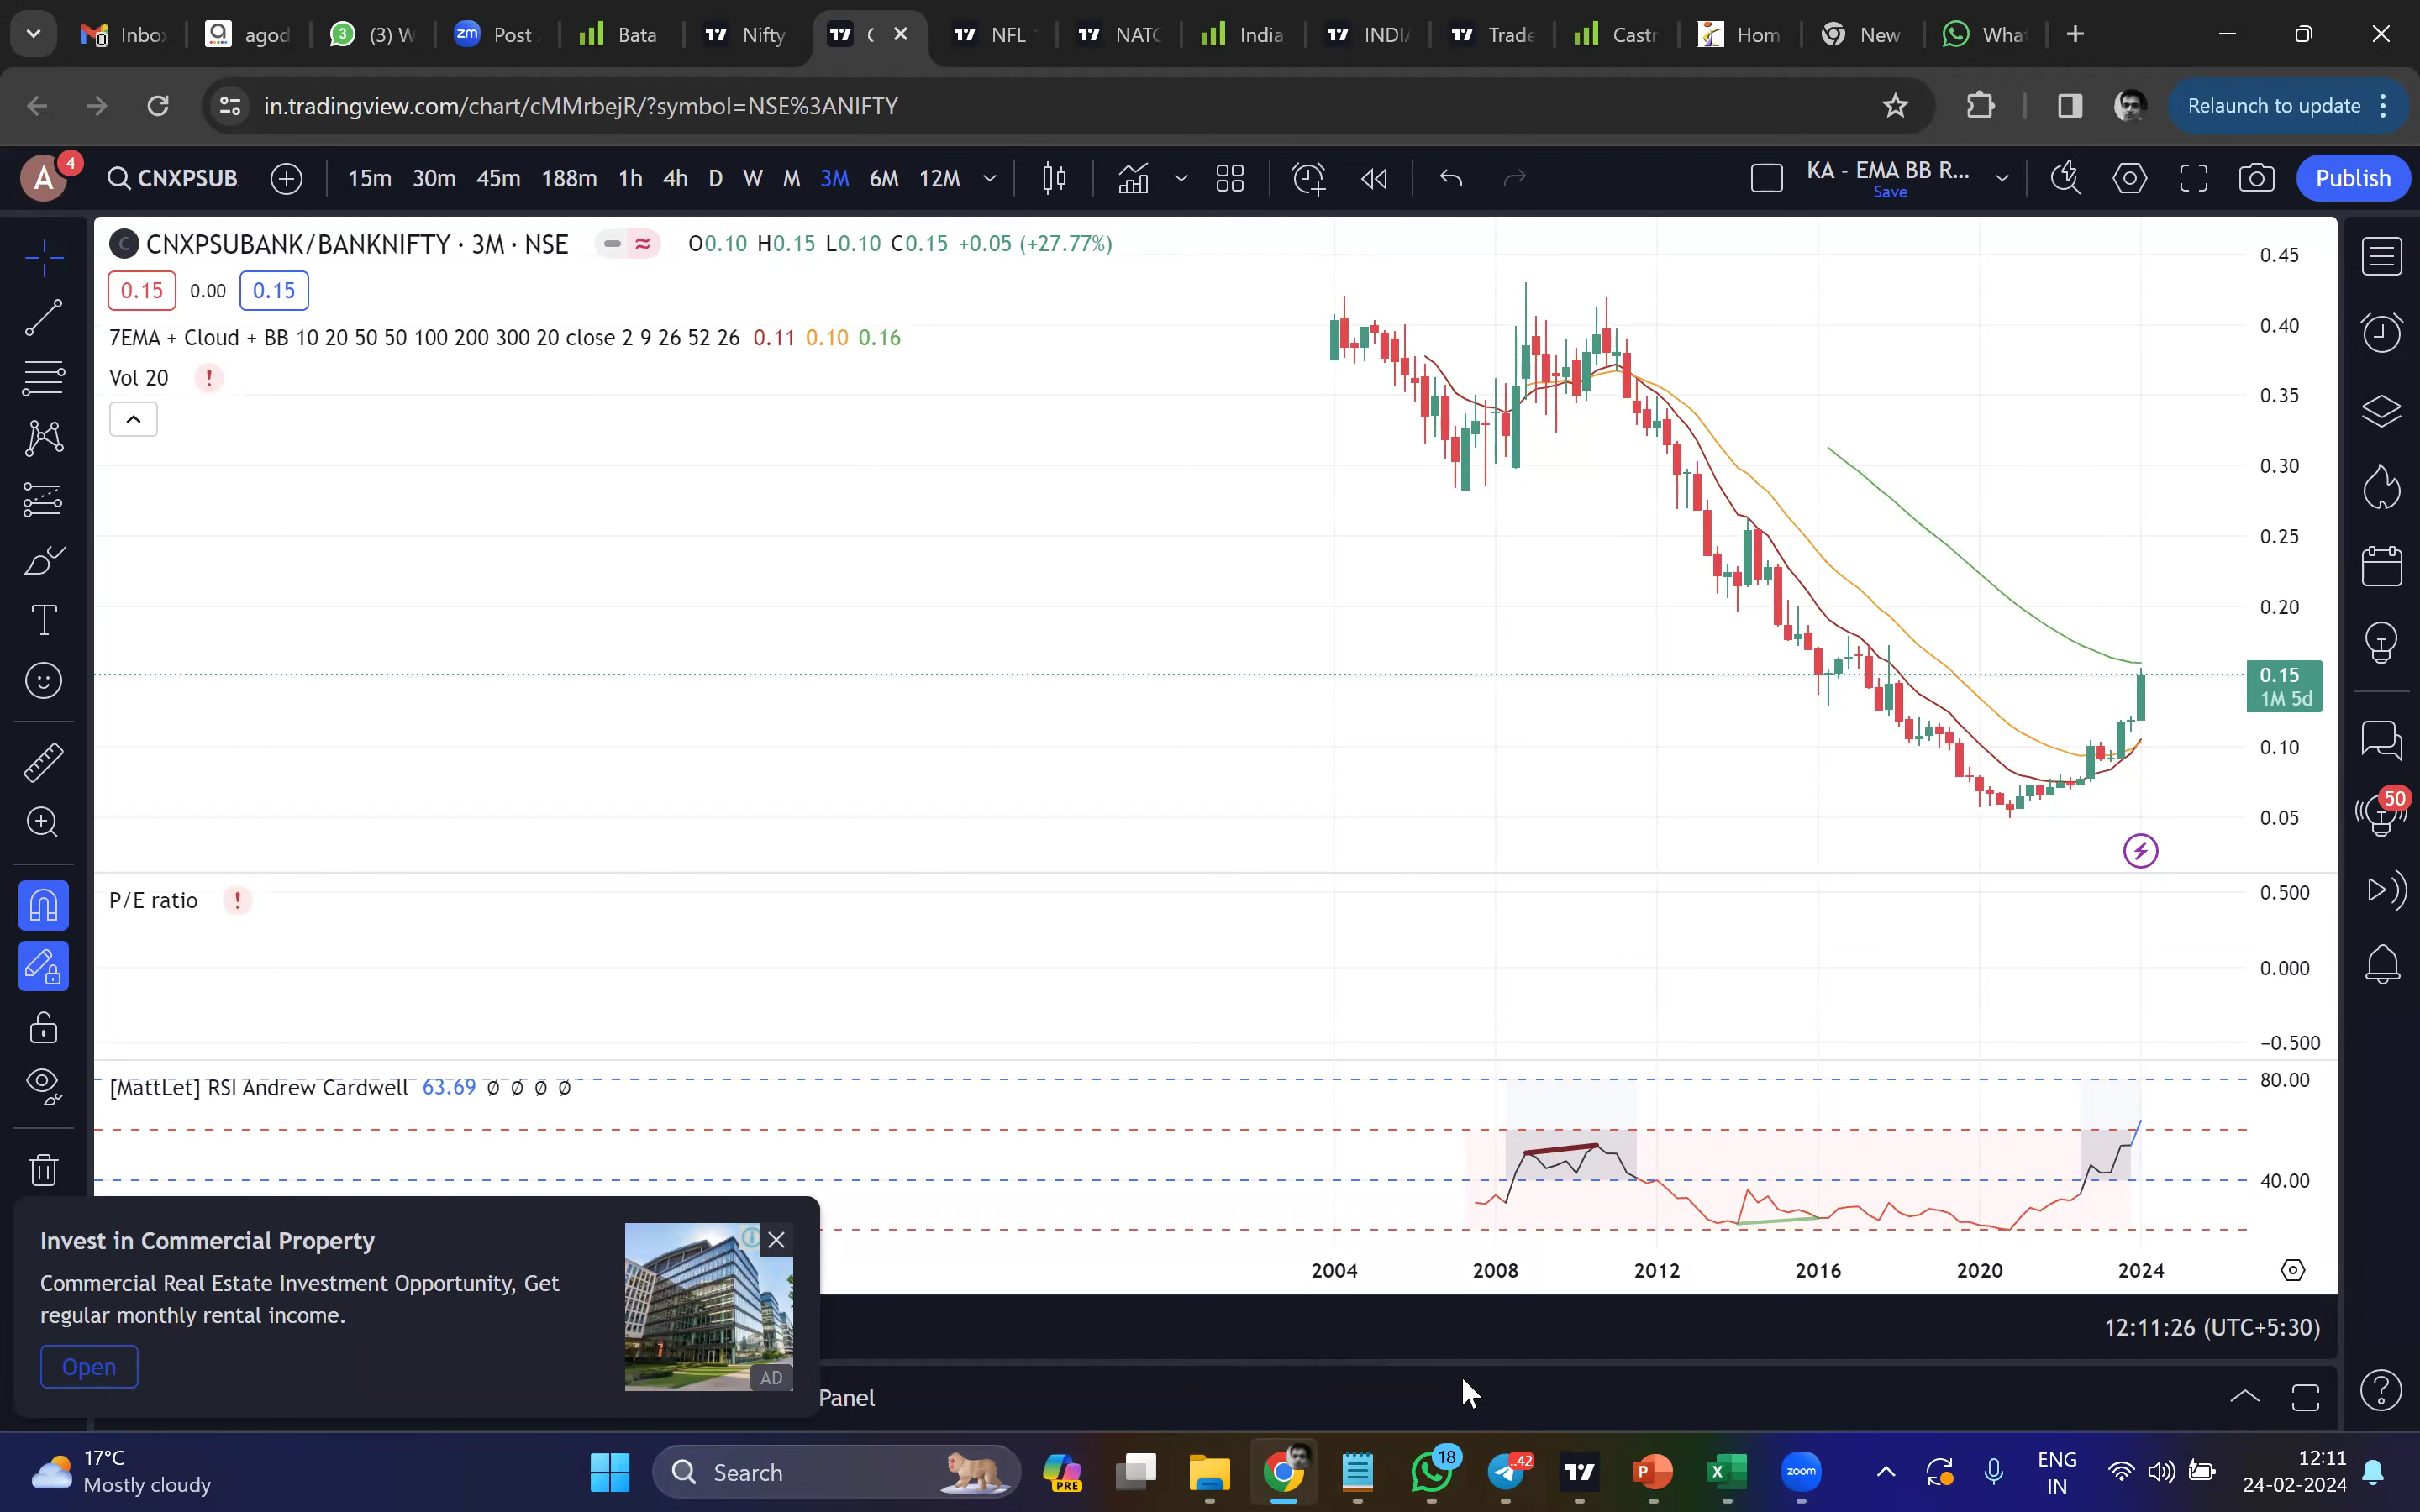 Inbo
agod
(3) W
Post
Bata
Nifty
NFL
NATC
India
INDI
Trade
Castr
Hom
New
Wha
in.tradingview.com/chart/cMMrbejR/?symbol=NSE%3ANIFTY
Relaunch to update
A 4
CNXPSUB
15m 30m 45m 188m 1h 4h D W M 3M 6M 12M
KA - EMA BB R...
Save
Publish
C CNXPSUBANK/BANKNIFTY · 3M · NSE
O0.10 H0.15 L0.10 C0.15 +0.05 (+27.77%)
0.15 0.00 0.15
7EMA + Cloud + BB 10 20 50 50 100 200 300 20 close 2 9 26 52 26 0.11 0.10 0.16
Vol 20 !
0.45
0.40
0.35
0.30
0.25
0.20
0.15
1M 5d
0.10
0.05
50
P/E ratio !
0.500
0.000
−0.500
[MattLet] RSI Andrew Cardwell 63.69 ∅ ∅ ∅ ∅
80.00
40.00
2004 2008 2012 2016 2020 2024
Invest in Commercial Property
Commercial Real Estate Investment Opportunity, Get
regular monthly rental income.
Open
AD
12:11:26 (UTC+5:30)
Panel
17°C
Mostly cloudy
Search
PRE
18
..42
zoom
ENG
IN
12:11
24-02-2024